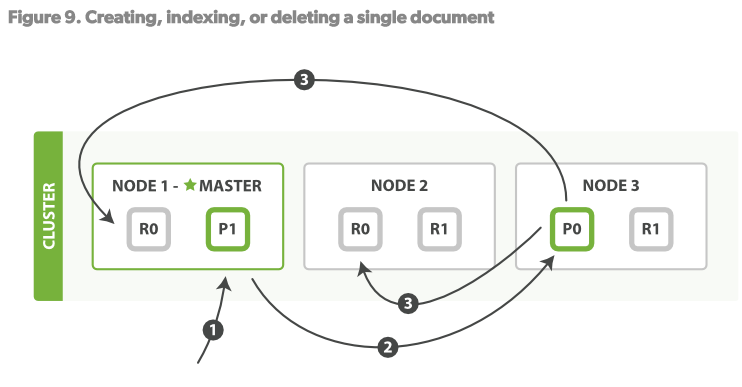 Figure 9. Creating, indexing, or deleting a single document
3
CLUSTER
NODE 1 - ★ MASTER
R0
P1
NODE 2
R0
R1
NODE 3
P0
R1
3
1
2